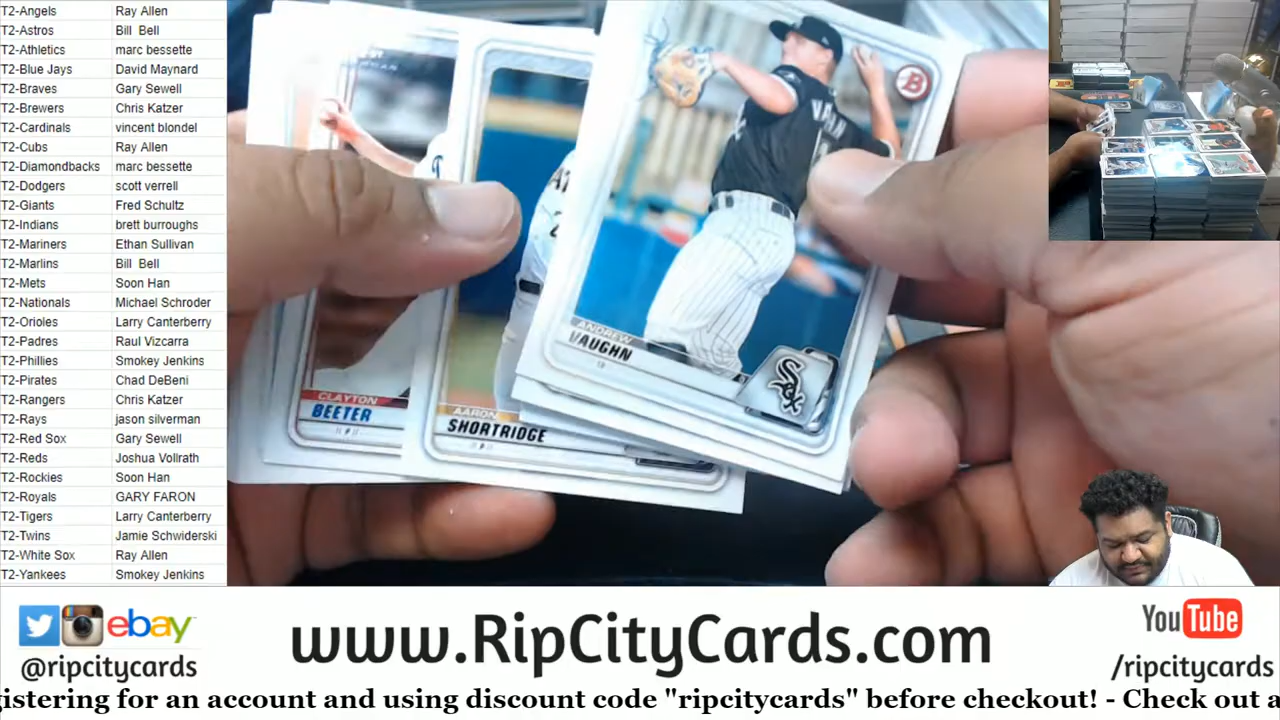 T2-Angels Ray Allen
T2-Astros Bill Bell
T2-Athletics marc bessette
T2-Blue Jays David Maynard
T2-Braves Gary Sewell
T2-Brewers Chris Katzer
T2-Cardinals vincent blondel
T2-Cubs Ray Allen
T2-Diamondbacks marc bessette
T2-Dodgers scott verrell
T2-Giants Fred Schultz
T2-Indians brett burroughs
T2-Mariners Ethan Sullivan
T2-Marlins Bill Bell
T2-Mets Soon Han
T2-Nationals Michael Schroder
T2-Orioles Larry Canterberry
T2-Padres Raul Vizcarra
T2-Phillies Smokey Jenkins
T2-Pirates Chad DeBeni
T2-Rangers Chris Katzer
T2-Rays jason silverman
T2-Red Sox Gary Sewell
T2-Reds Joshua Vollrath
T2-Rockies Soon Han
T2-Royals GARY FARON
T2-Tigers Larry Canterberry
T2-Twins Jamie Schwiderski
T2-White Sox Ray Allen
T2-Yankees Smokey Jenkins
B
VAUGHN
ANDREW
VAUGHN
Sox
CLAYTON
BEETER
AARON
SHORTRIDGE
ebay
@ripcitycards
www.RipCityCards.com
YouTube
/ripcitycards
gistering for an account and using discount code "ripcitycards" before checkout! - Check out a